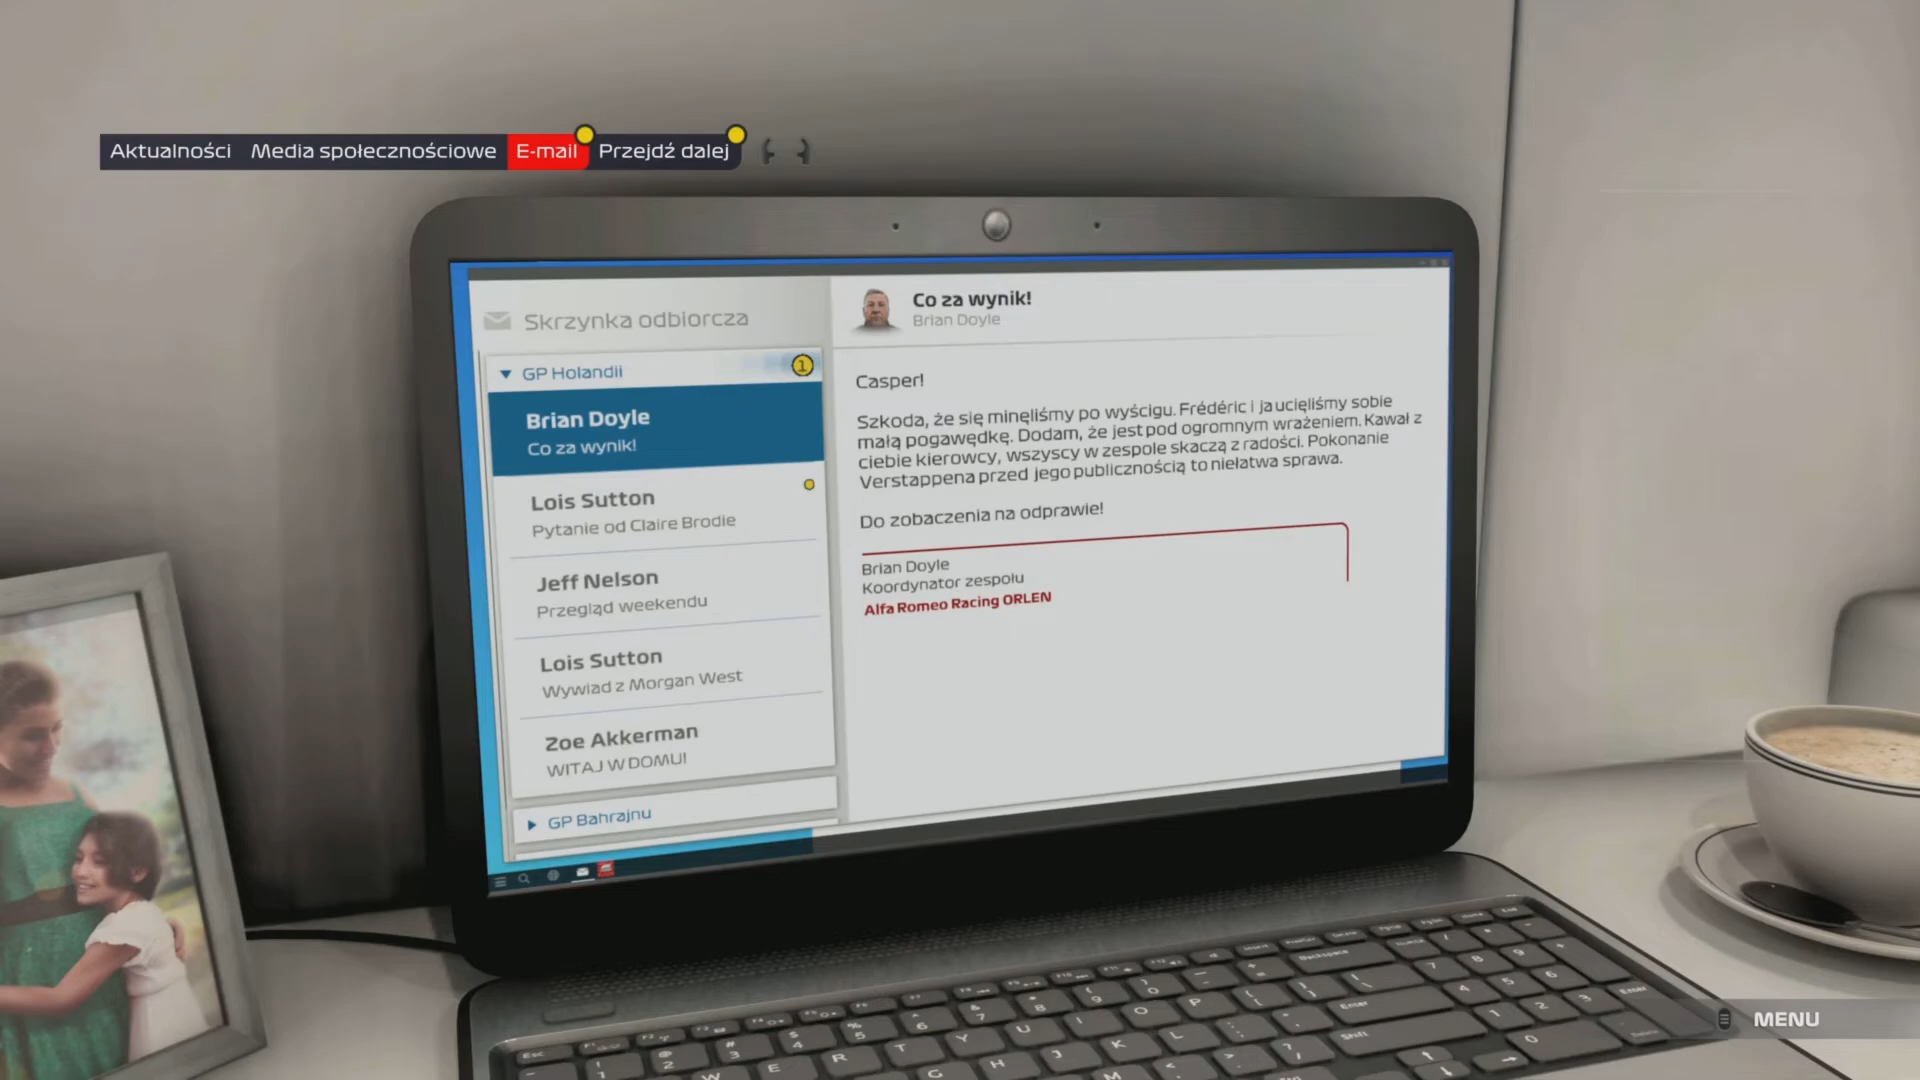 Aktualności Media społecznościowe E-mail Przejdź dalej
Skrzynka odbiorcza
GP Holandii 1
Brian Doyle
Co za wynik!
Lois Sutton
Pytanie od Claire Brodie
Jeff Nelson
Przegląd weekendu
Lois Sutton
Wywiad z Morgan West
Zoe Akkerman
WITAJ W DOMU!
GP Bahrajnu
Co za wynik!
Brian Doyle
Casper!
Szkoda, że się minęliśmy po wyścigu. Frédéric i ja ucięliśmy sobie
małą pogawędkę. Dodam, że jest pod ogromnym wrażeniem. Kawał z
ciebie kierowcy, wszyscy w zespole skaczą z radości. Pokonanie
Verstappena przed jego publicznością to niełatwa sprawa.
Do zobaczenia na odprawie!
Brian Doyle
Koordynator zespołu
Alfa Romeo Racing ORLEN
MENU